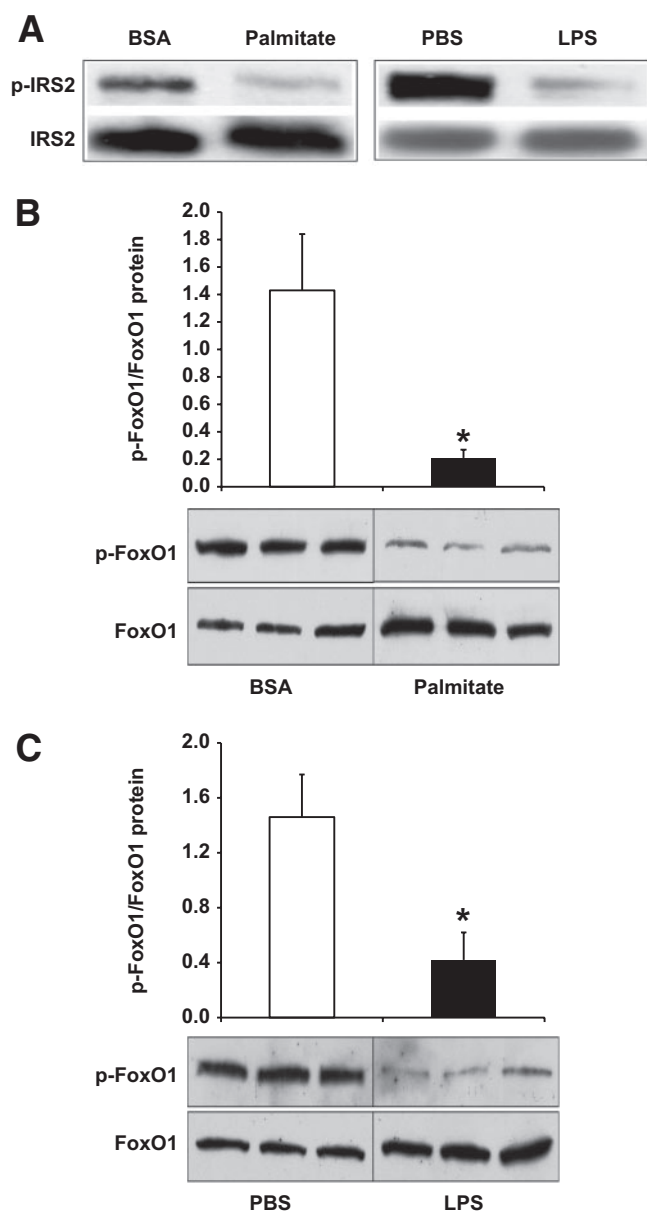 A
BSA Palmitate PBS LPS
p-IRS2
IRS2
B
p-FoxO1/FoxO1 protein
2.0
1.8
1.6
1.4
1.2
1.0
0.8
0.6
0.4
0.2
0.0
*
p-FoxO1
FoxO1
BSA Palmitate
C
p-FoxO1/FoxO1 protein
2.0
1.6
1.2
0.8
0.4
0.0
*
p-FoxO1
FoxO1
PBS LPS